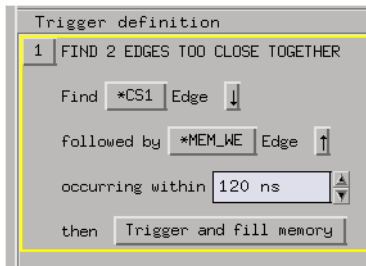 Trigger definition
1 FIND 2 EDGES TOO CLOSE TOGETHER
Find *CS1 Edge ↓
followed by *MEM_WE Edge ↑
occurring within 120 ns
then Trigger and fill memory